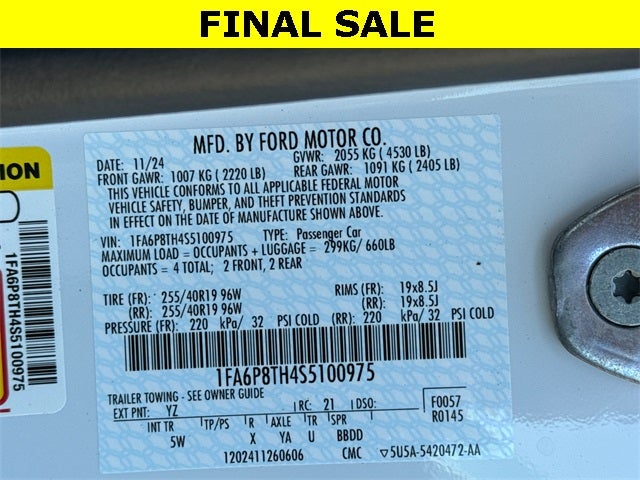 FINAL SALE
MFD. BY FORD MOTOR CO.
DATE: 11/24 GVWR: 2055 KG ( 4530 LB)
FRONT GAWR: 1007 KG ( 2220 LB) REAR GAWR: 1091 KG ( 2405 LB)
THIS VEHICLE CONFORMS TO ALL APPLICABLE FEDERAL MOTOR
VEHICLE SAFETY, BUMPER, AND THEFT PREVENTION STANDARDS
IN EFFECT ON THE DATE OF MANUFACTURE SHOWN ABOVE.
VIN: 1FA6P8TH4S5100975 TYPE: Passenger Car
MAXIMUM LOAD = OCCUPANTS + LUGGAGE = 299KG/ 660LB
OCCUPANTS = 4 TOTAL; 2 FRONT, 2 REAR
TIRE (FR): 255/40R19 96W RIMS (FR): 19x8.5J
(RR): 255/40R19 96W (RR): 19x8.5J
PRESSURE (FR): 220 kPa/ 32 PSI COLD (RR): 220 kPa/ 32 PSI COLD
1FA6P8TH4S5100975
TRAILER TOWING - SEE OWNER GUIDE
EXT PNT: YZ RC: 21 DSO: F0057
R0145
INT TR TP/PS R AXLE TR SPR
5W X YA U BBDD
1202411260606 CMC ▽5U5A-5420472-AA
ION
1FA6P8TH4S5100975